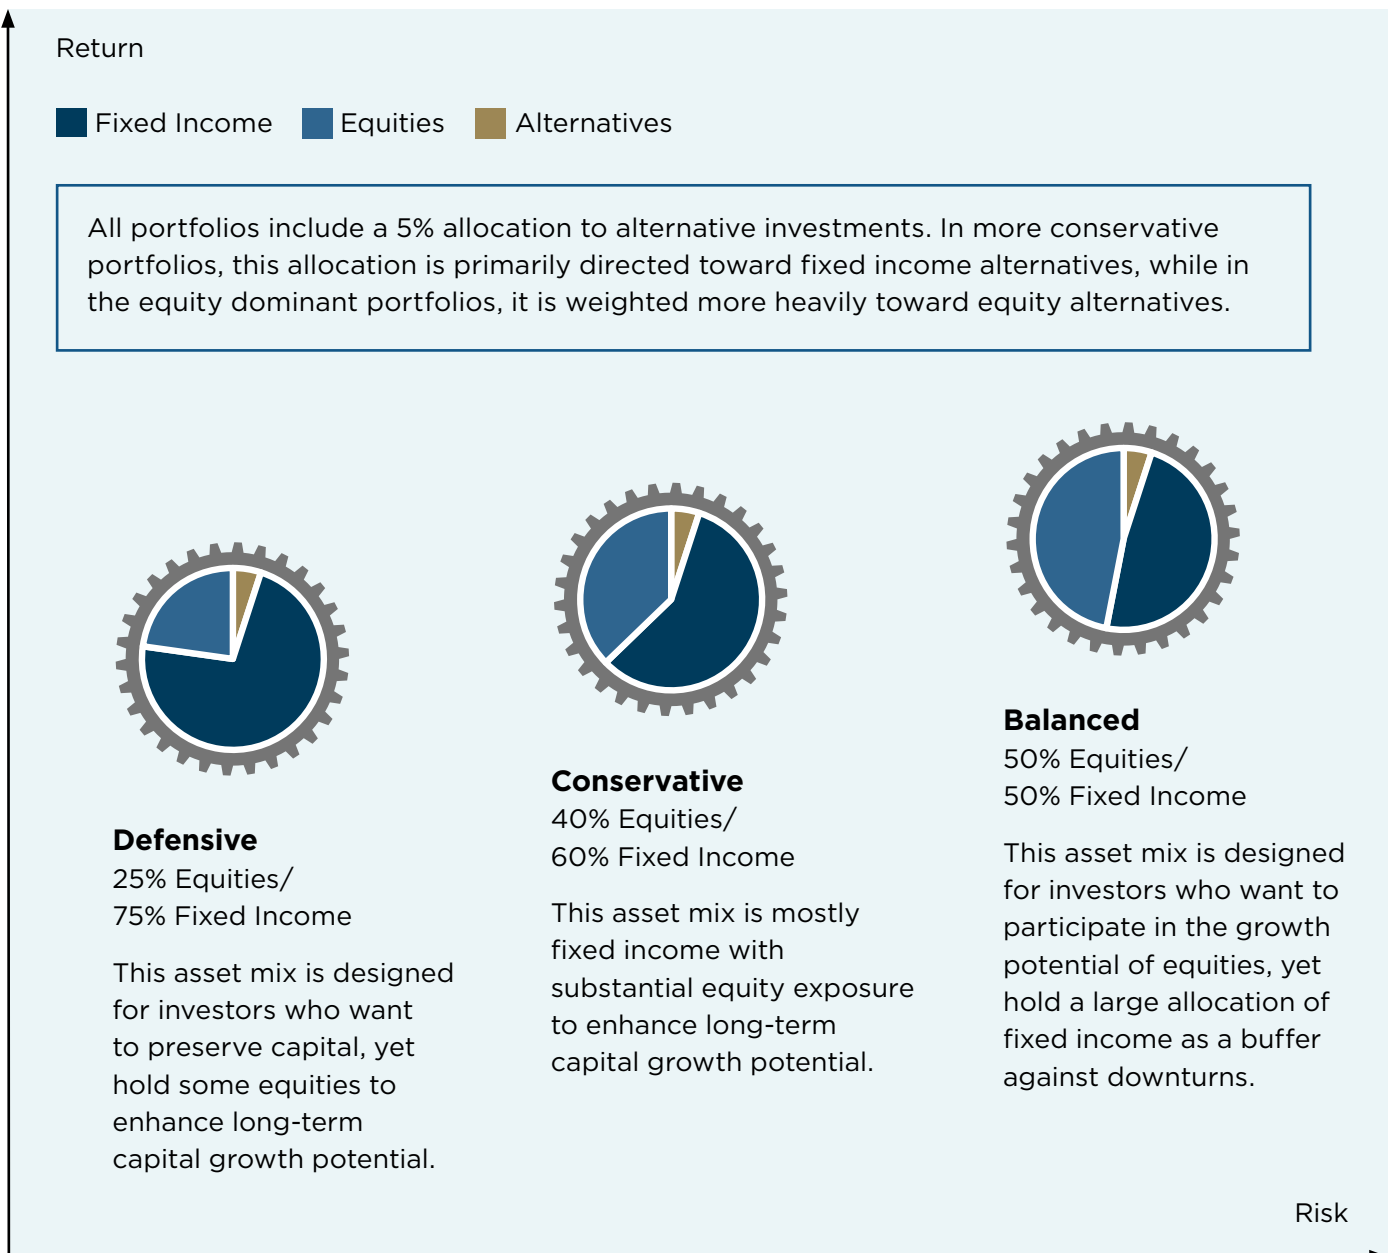 Return
Fixed Income Equities Alternatives
All portfolios include a 5% allocation to alternative investments. In more conservative
portfolios, this allocation is primarily directed toward fixed income alternatives, while in
the equity dominant portfolios, it is weighted more heavily toward equity alternatives.
Defensive
25% Equities/
75% Fixed Income
This asset mix is designed
for investors who want
to preserve capital, yet
hold some equities to
enhance long-term
capital growth potential.
Conservative
40% Equities/
60% Fixed Income
This asset mix is mostly
fixed income with
substantial equity exposure
to enhance long-term
capital growth potential.
Balanced
50% Equities/
50% Fixed Income
This asset mix is designed
for investors who want to
participate in the growth
potential of equities, yet
hold a large allocation of
fixed income as a buffer
against downturns.
Risk